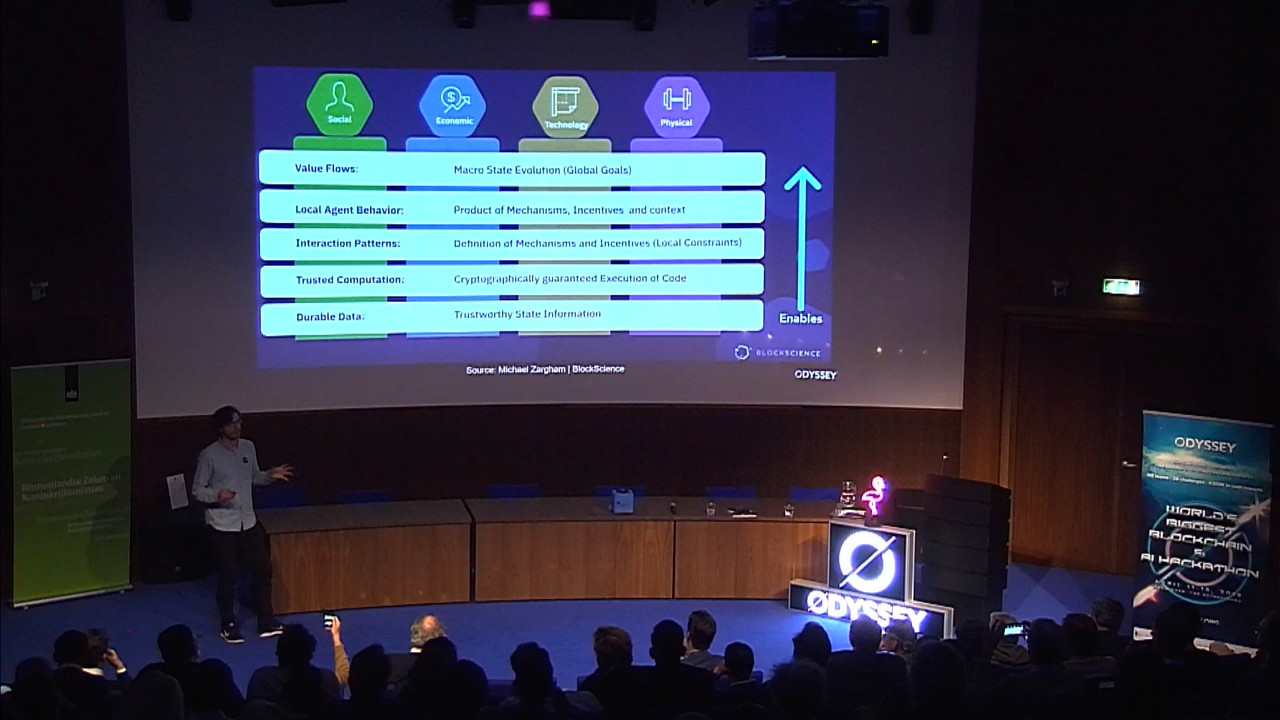 Social
Economic
Technology
Physical
Value Flows: Macro State Evolution (Global Goals)
Local Agent Behavior: Product of Mechanisms, Incentives and context
Interaction Patterns: Definition of Mechanisms and Incentives (Local Constraints)
Trusted Computation: Cryptographically guaranteed Execution of Code
Durable Data: Trustworthy State Information
Enables
BLOCKSCIENCE
Source: Michael Zargham | BlockScience
ODYSSEY
Binnenlandse Zaken en
Koninkrijksrelaties
ODYSSEY
ODYSSEY
WORLD'S
BIGGEST
BLOCKCHAIN
&
AI HACKATHON